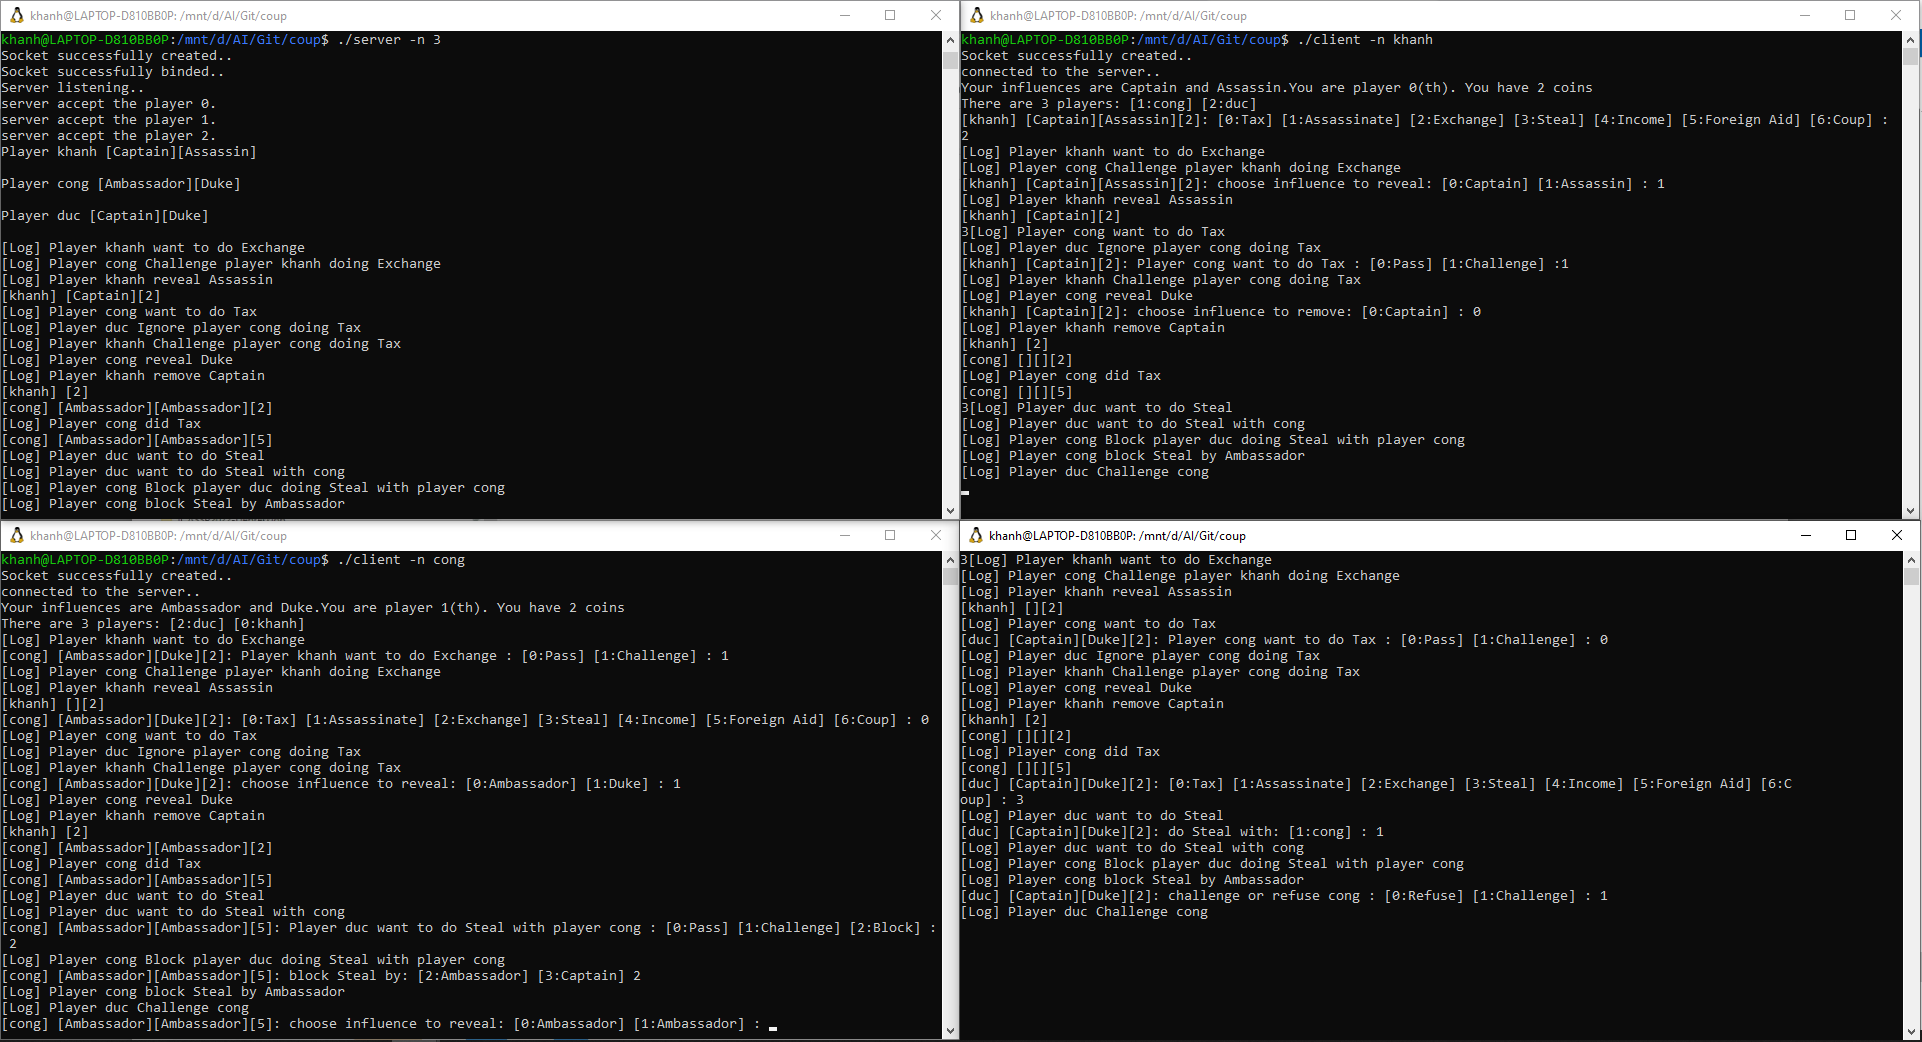 khanh@LAPTOP-D810BB0P: /mnt/d/AI/Git/coup
khanh@LAPTOP-D810BB0P:/mnt/d/AI/Git/coup$ ./server -n 3
Socket successfully created..
Socket successfully binded..
Server listening..
server accept the player 0.
server accept the player 1.
server accept the player 2.
Player khanh [Captain][Assassin]
Player cong [Ambassador][Duke]
Player duc [Captain][Duke]
[Log] Player khanh want to do Exchange
[Log] Player cong Challenge player khanh doing Exchange
[Log] Player khanh reveal Assassin
[khanh] [Captain][2]
[Log] Player cong want to do Tax
[Log] Player duc Ignore player cong doing Tax
[Log] Player khanh Challenge player cong doing Tax
[Log] Player cong reveal Duke
[Log] Player khanh remove Captain
[khanh] [2]
[cong] [Ambassador][Ambassador][2]
[Log] Player cong did Tax
[cong] [Ambassador][Ambassador][5]
[Log] Player duc want to do Steal
[Log] Player duc want to do Steal with cong
[Log] Player cong Block player duc doing Steal with player cong
[Log] Player cong block Steal by Ambassador
khanh@LAPTOP-D810BB0P: /mnt/d/AI/Git/coup
khanh@LAPTOP-D810BB0P:/mnt/d/AI/Git/coup$ ./client -n khanh
Socket successfully created..
connected to the server..
Your influences are Captain and Assassin.You are player 0(th). You have 2 coins
There are 3 players: [1:cong] [2:duc]
[khanh] [Captain][Assassin][2]: [0:Tax] [1:Assassinate] [2:Exchange] [3:Steal] [4:Income] [5:Foreign Aid] [6:Coup] :
2
[Log] Player khanh want to do Exchange
[Log] Player cong Challenge player khanh doing Exchange
[khanh] [Captain][Assassin][2]: choose influence to reveal: [0:Captain] [1:Assassin] : 1
[Log] Player khanh reveal Assassin
[khanh] [Captain][2]
3[Log] Player cong want to do Tax
[Log] Player duc Ignore player cong doing Tax
[khanh] [Captain][2]: Player cong want to do Tax : [0:Pass] [1:Challenge] :1
[Log] Player khanh Challenge player cong doing Tax
[Log] Player cong reveal Duke
[khanh] [Captain][2]: choose influence to remove: [0:Captain] : 0
[Log] Player khanh remove Captain
[khanh] [2]
[cong] [][][2]
[Log] Player cong did Tax
[cong] [][][5]
3[Log] Player duc want to do Steal
[Log] Player duc want to do Steal with cong
[Log] Player cong Block player duc doing Steal with player cong
[Log] Player cong block Steal by Ambassador
[Log] Player duc Challenge cong
khanh@LAPTOP-D810BB0P: /mnt/d/AI/Git/coup
khanh@LAPTOP-D810BB0P:/mnt/d/AI/Git/coup$ ./client -n cong
Socket successfully created..
connected to the server..
Your influences are Ambassador and Duke.You are player 1(th). You have 2 coins
There are 3 players: [2:duc] [0:khanh]
[Log] Player khanh want to do Exchange
[cong] [Ambassador][Duke][2]: Player khanh want to do Exchange : [0:Pass] [1:Challenge] : 1
[Log] Player cong Challenge player khanh doing Exchange
[Log] Player khanh reveal Assassin
[khanh] [][2]
[cong] [Ambassador][Duke][2]: [0:Tax] [1:Assassinate] [2:Exchange] [3:Steal] [4:Income] [5:Foreign Aid] [6:Coup] : 0
[Log] Player cong want to do Tax
[Log] Player duc Ignore player cong doing Tax
[Log] Player khanh Challenge player cong doing Tax
[cong] [Ambassador][Duke][2]: choose influence to reveal: [0:Ambassador] [1:Duke] : 1
[Log] Player cong reveal Duke
[Log] Player khanh remove Captain
[khanh] [2]
[cong] [Ambassador][Ambassador][2]
[Log] Player cong did Tax
[cong] [Ambassador][Ambassador][5]
[Log] Player duc want to do Steal
[Log] Player duc want to do Steal with cong
[cong] [Ambassador][Ambassador][5]: Player duc want to do Steal with player cong : [0:Pass] [1:Challenge] [2:Block] :
2
[Log] Player cong Block player duc doing Steal with player cong
[cong] [Ambassador][Ambassador][5]: block Steal by: [2:Ambassador] [3:Captain] 2
[Log] Player cong block Steal by Ambassador
[Log] Player duc Challenge cong
[cong] [Ambassador][Ambassador][5]: choose influence to reveal: [0:Ambassador] [1:Ambassador] :
khanh@LAPTOP-D810BB0P: /mnt/d/AI/Git/coup
3[Log] Player khanh want to do Exchange
[Log] Player cong Challenge player khanh doing Exchange
[Log] Player khanh reveal Assassin
[khanh] [][2]
[Log] Player cong want to do Tax
[duc] [Captain][Duke][2]: Player cong want to do Tax : [0:Pass] [1:Challenge] : 0
[Log] Player duc Ignore player cong doing Tax
[Log] Player khanh Challenge player cong doing Tax
[Log] Player cong reveal Duke
[Log] Player khanh remove Captain
[khanh] [2]
[cong] [][][2]
[Log] Player cong did Tax
[cong] [][][5]
[duc] [Captain][Duke][2]: [0:Tax] [1:Assassinate] [2:Exchange] [3:Steal] [4:Income] [5:Foreign Aid] [6:C
oup] : 3
[Log] Player duc want to do Steal
[duc] [Captain][Duke][2]: do Steal with: [1:cong] : 1
[Log] Player duc want to do Steal with cong
[Log] Player cong Block player duc doing Steal with player cong
[Log] Player cong block Steal by Ambassador
[duc] [Captain][Duke][2]: challenge or refuse cong : [0:Refuse] [1:Challenge] : 1
[Log] Player duc Challenge cong